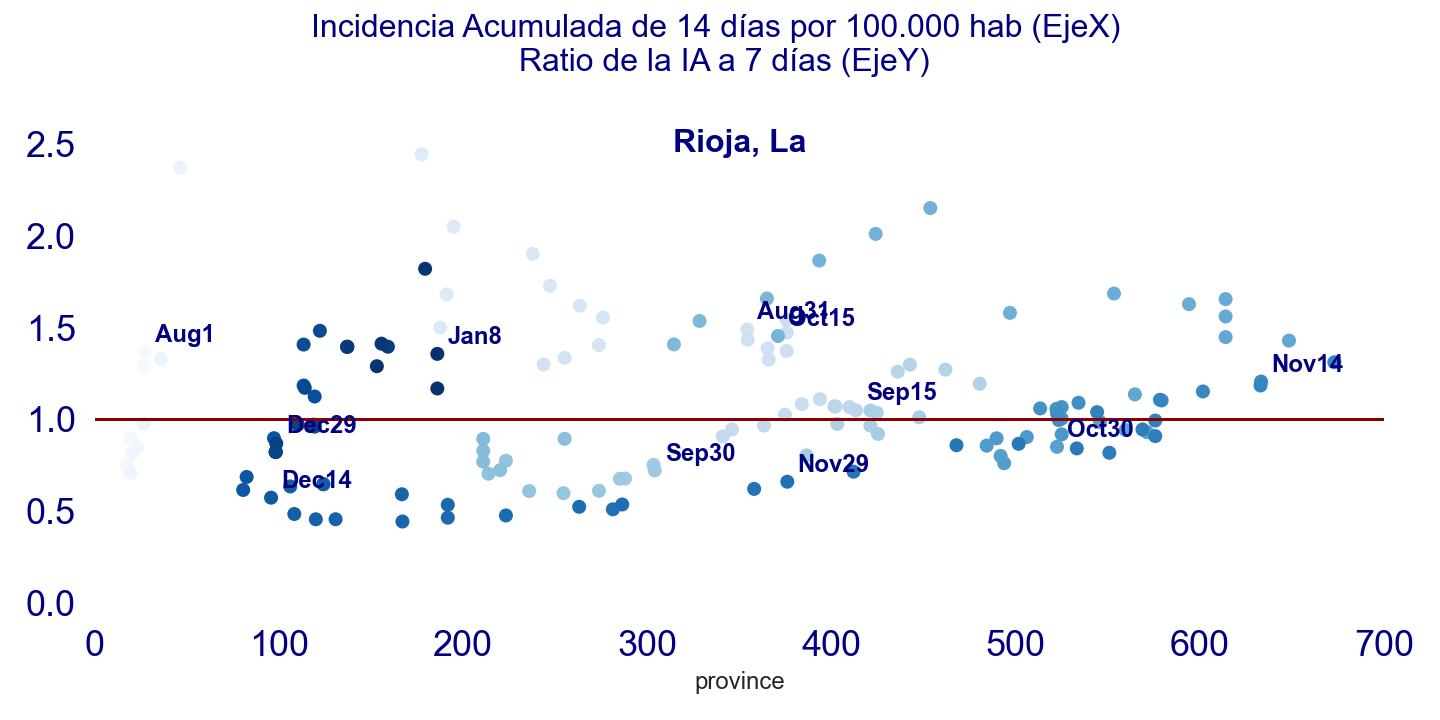 Incidencia Acumulada de 14 días por 100.000 hab (EjeX)
Ratio de la IA a 7 días (EjeY)
Rioja, La
2.5
2.0
1.5
1.0
0.5
0.0
Aug1
Jan8
Aug31
Oct15
Nov14
Sep15
Dec29
Oct30
Sep30
Nov29
Dec14
0 100 200 300 400 500 600 700
province